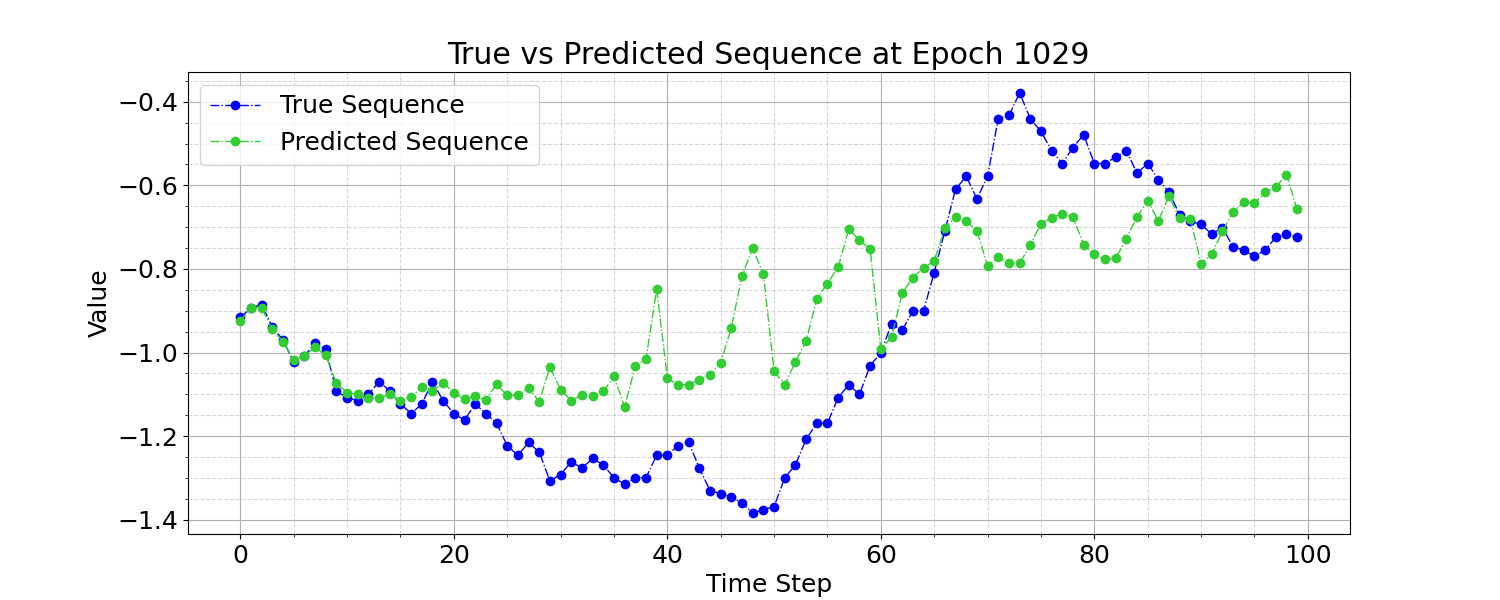 True vs Predicted Sequence at Epoch 1029
True Sequence
Predicted Sequence
Value
−0.4
−0.6
−0.8
−1.0
−1.2
−1.4
0 20 40 60 80 100
Time Step